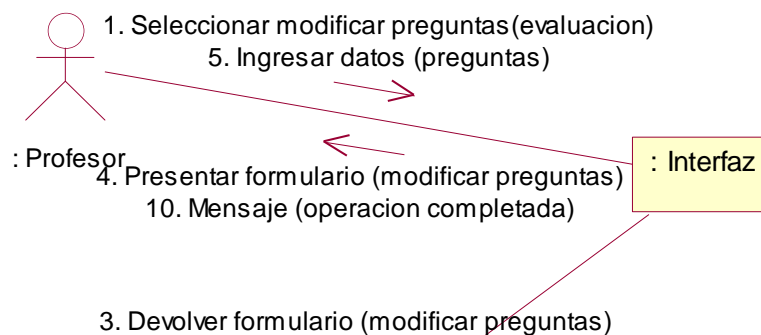 1. Seleccionar modificar preguntas(evaluacion)
5. Ingresar datos (preguntas)
: Profesor
: Interfaz
4. Presentar formulario (modificar preguntas)
10. Mensaje (operacion completada)
3. Devolver formulario (modificar preguntas)